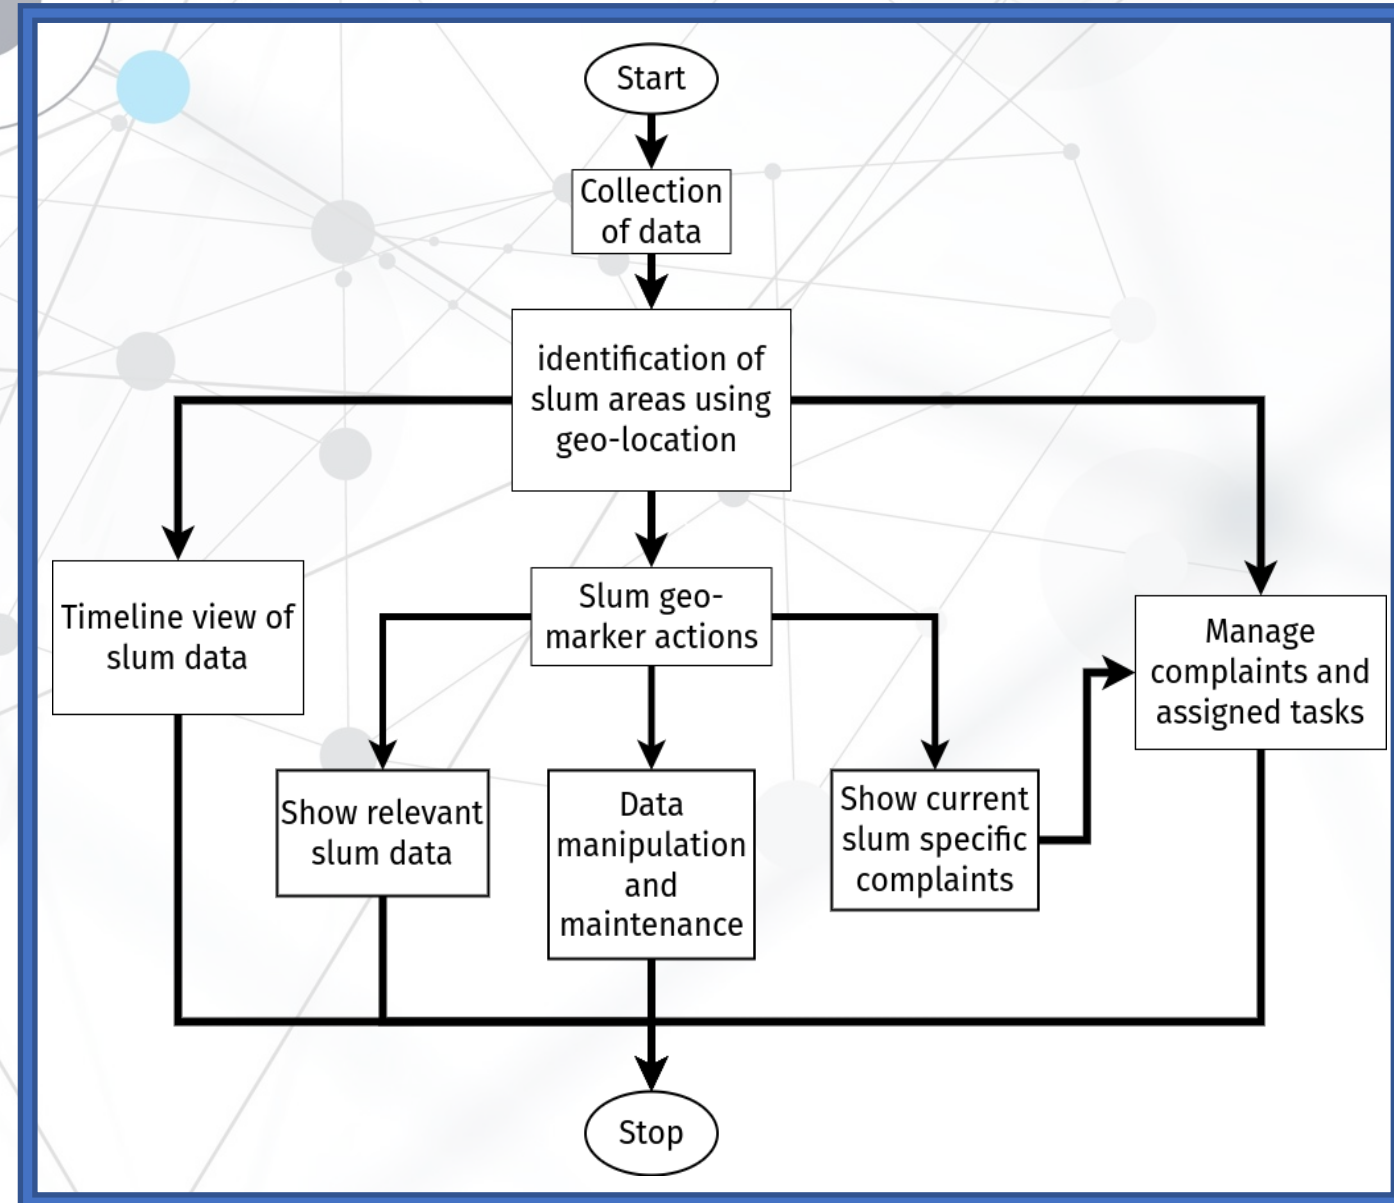 Start
Collection
of data
identification of
slum areas using
geo-location
Timeline view of
slum data
Slum geo-
marker actions
Manage
complaints and
assigned tasks
Show relevant
slum data
Data
manipulation
and
maintenance
Show current
slum specific
complaints
Stop